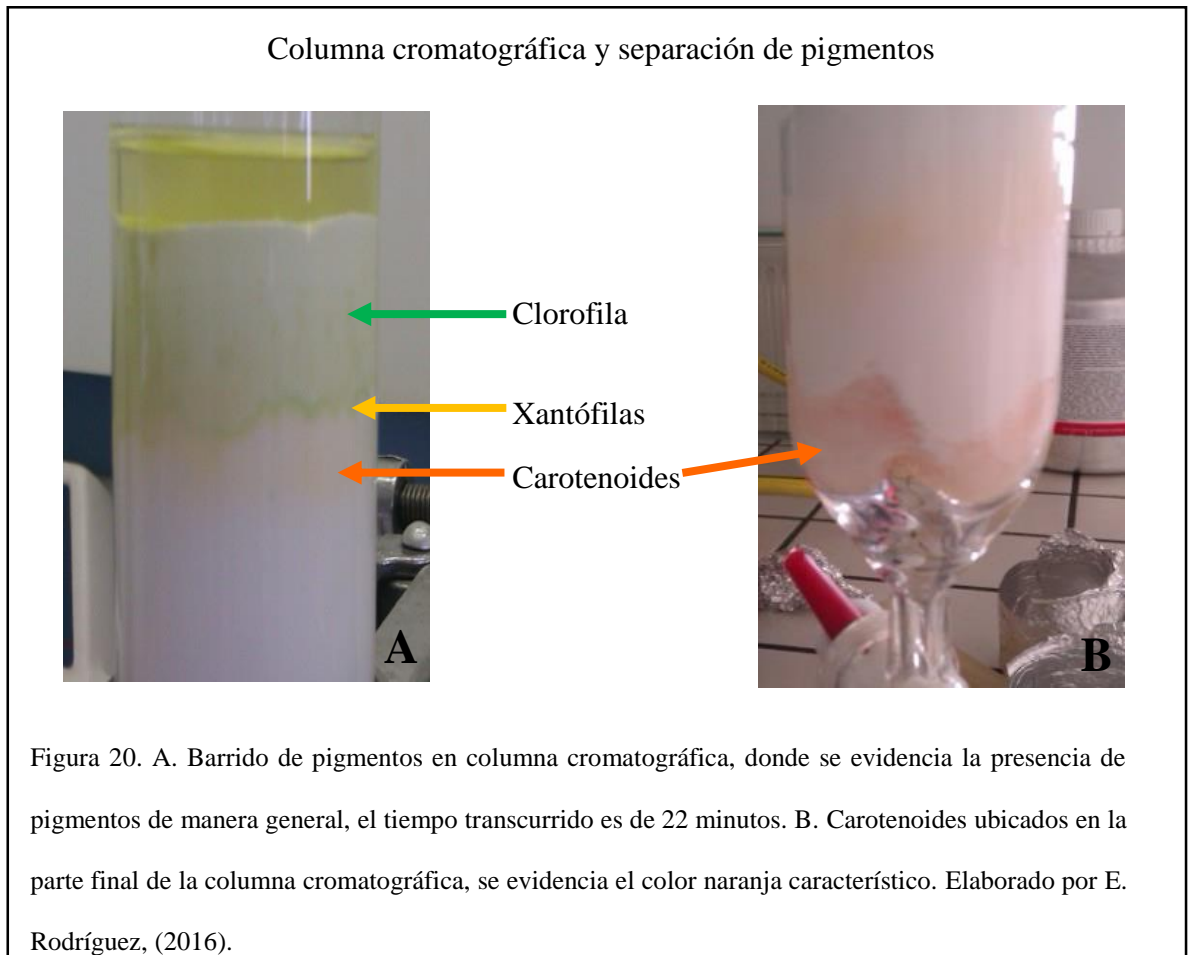 Columna cromatográfica y separación de pigmentos
Clorofila
Xantófilas
Carotenoides
A
B
Figura 20. A. Barrido de pigmentos en columna cromatográfica, donde se evidencia la presencia de
pigmentos de manera general, el tiempo transcurrido es de 22 minutos. B. Carotenoides ubicados en la
parte final de la columna cromatográfica, se evidencia el color naranja característico. Elaborado por E.
Rodríguez, (2016).